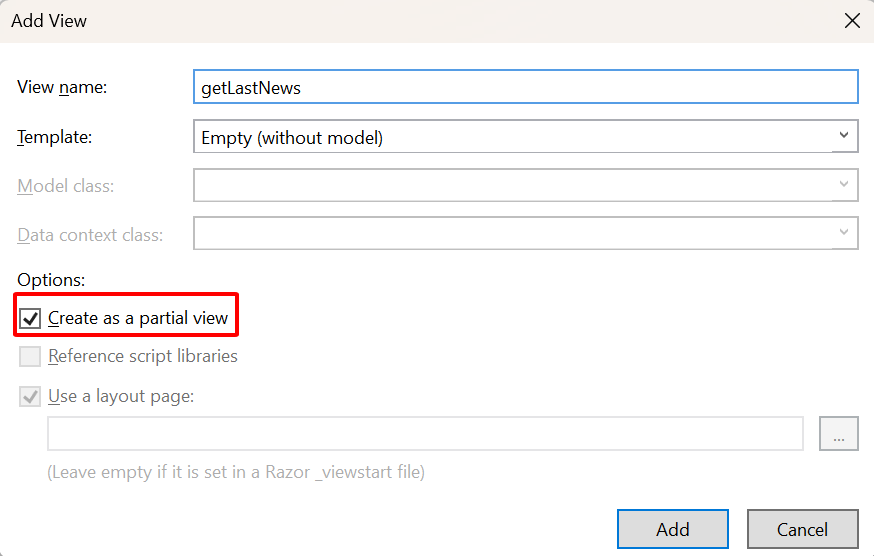 Add View
View name:
getLastNews
Template:
Empty (without model)
Model class:
Data context class:
Options:
Create as a partial view
Reference script libraries
Use a layout page:
...
(Leave empty if it is set in a Razor _viewstart file)
Add
Cancel